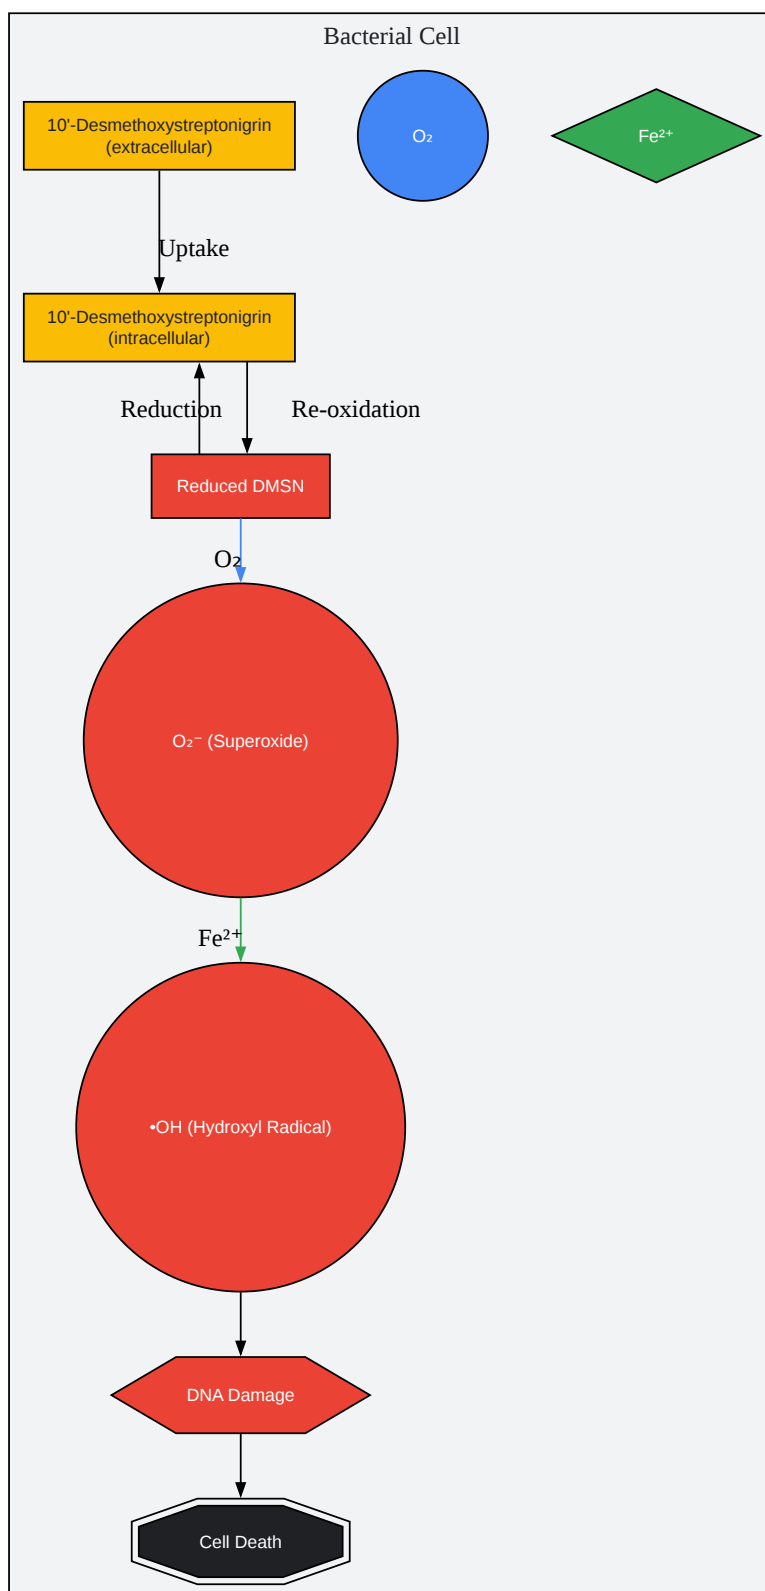 Bacterial Cell
10'-Desmethoxystreptonigrin
(extracellular)
O₂
Fe²⁺
Uptake
10'-Desmethoxystreptonigrin
(intracellular)
Reduction
Re-oxidation
Reduced DMSN
O₂
O₂⁻ (Superoxide)
Fe²⁺
•OH (Hydroxyl Radical)
DNA Damage
Cell Death